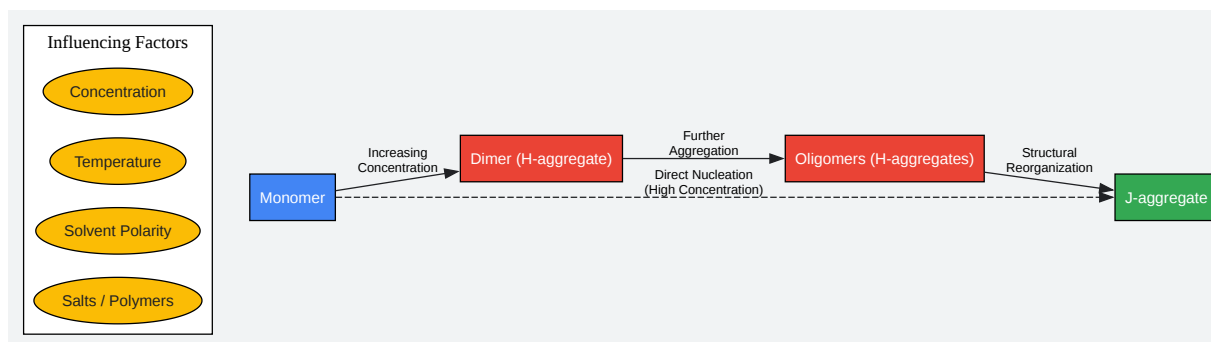 Influencing Factors
Concentration
Temperature
Solvent Polarity
Salts / Polymers
Monomer
Increasing
Concentration
Dimer (H-aggregate)
Further
Aggregation
Direct Nucleation
(High Concentration)
Oligomers (H-aggregates)
Structural
Reorganization
J-aggregate